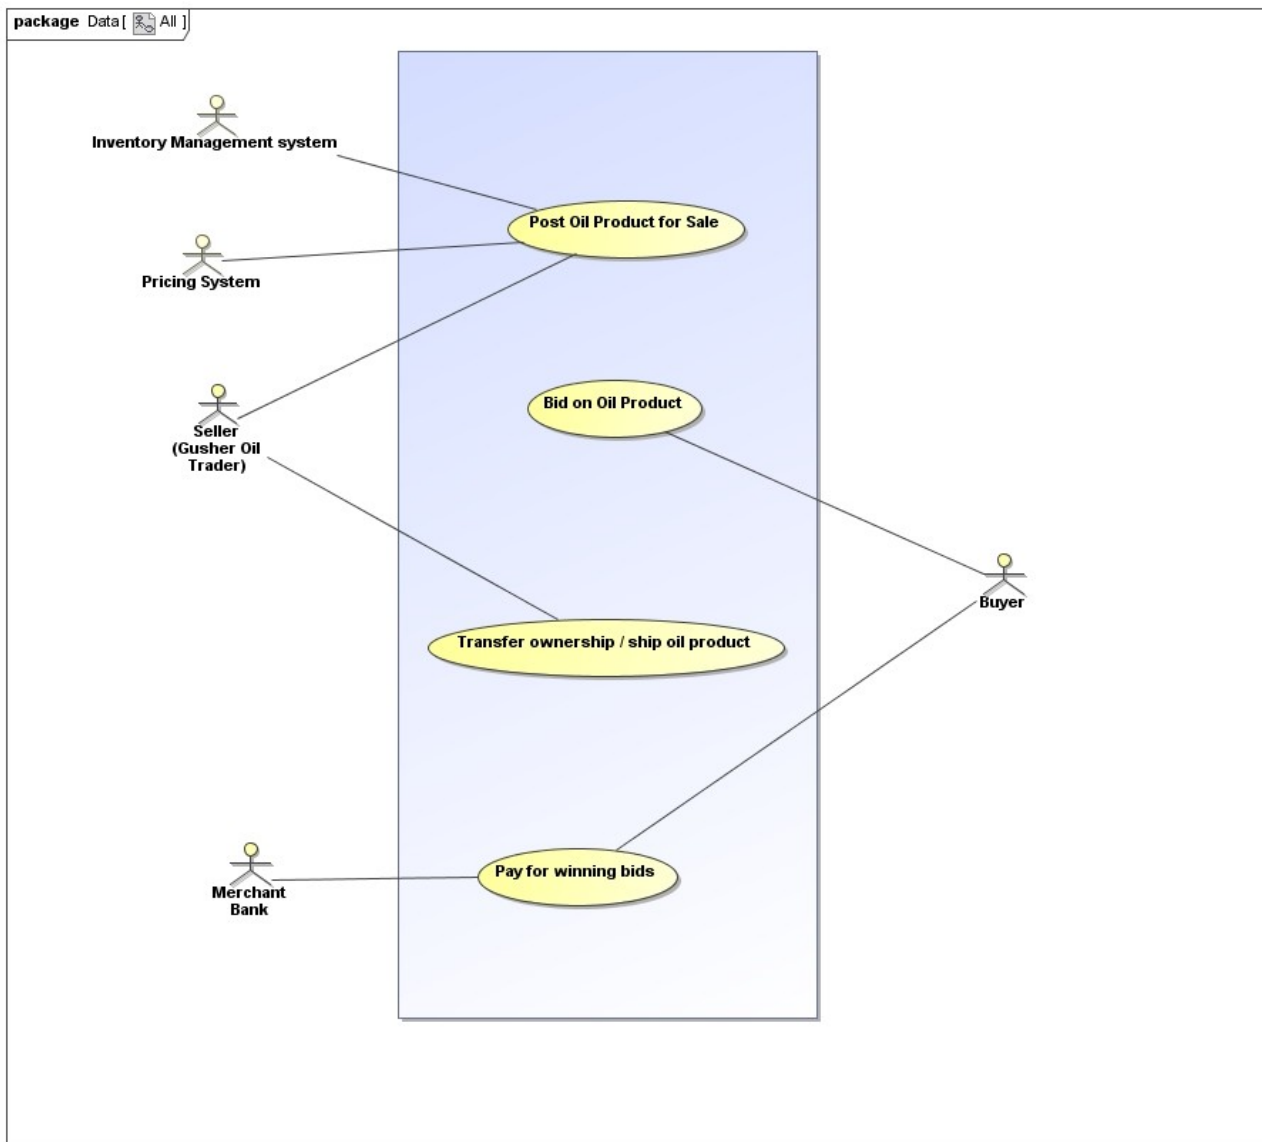 package Data [ All ]
Inventory Management system
Post Oil Product for Sale
Pricing System
Bid on Oil Product
Seller
(Gusher Oil
Trader)
Buyer
Transfer ownership / ship oil product
Pay for winning bids
Merchant
Bank